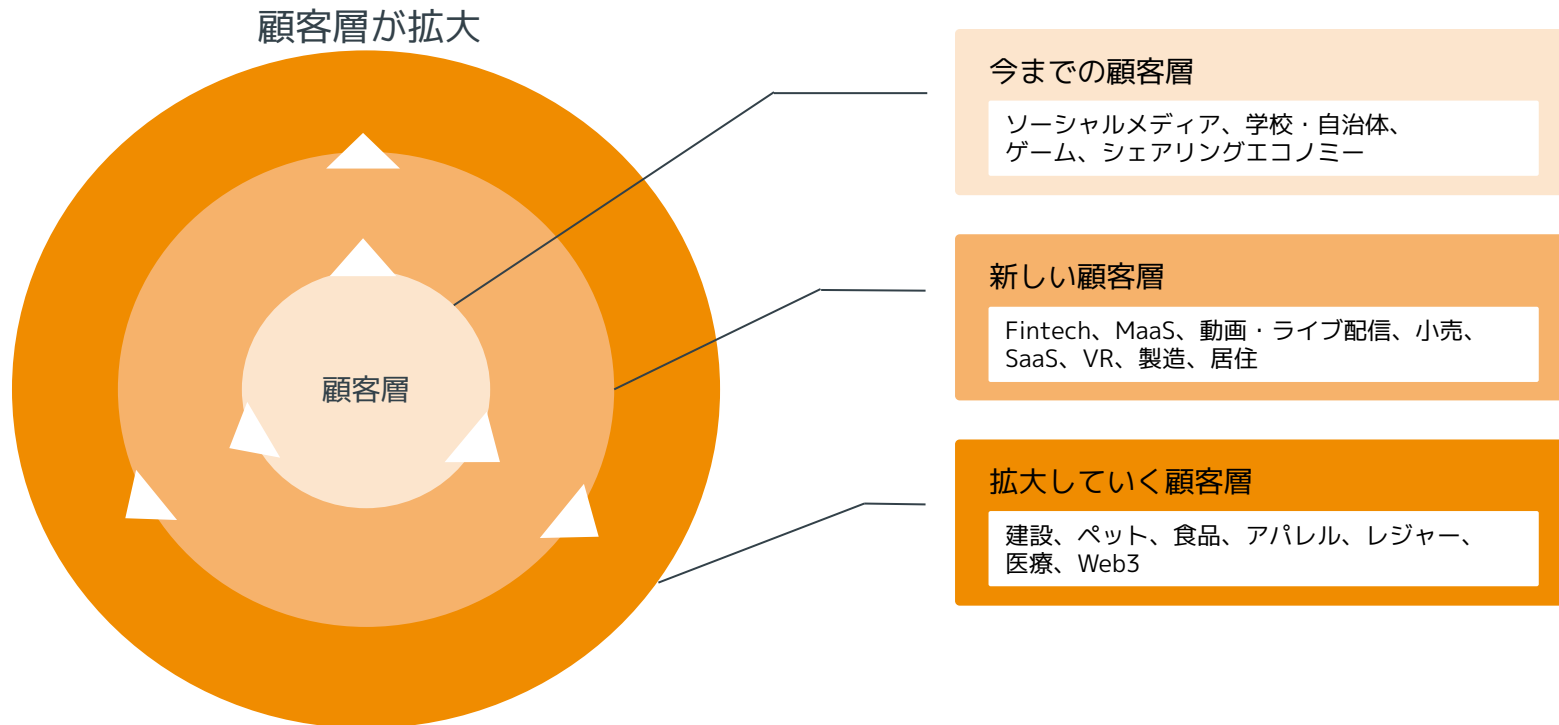 顧客層が拡大
顧客層
今までの顧客層
ソーシャルメディア、学校・自治体、
ゲーム、シェアリングエコノミー
新しい顧客層
Fintech、MaaS、動画・ライブ配信、小売、
SaaS、VR、製造、居住
拡大していく顧客層
建設、ペット、食品、アパレル、レジャー、
医療、Web3